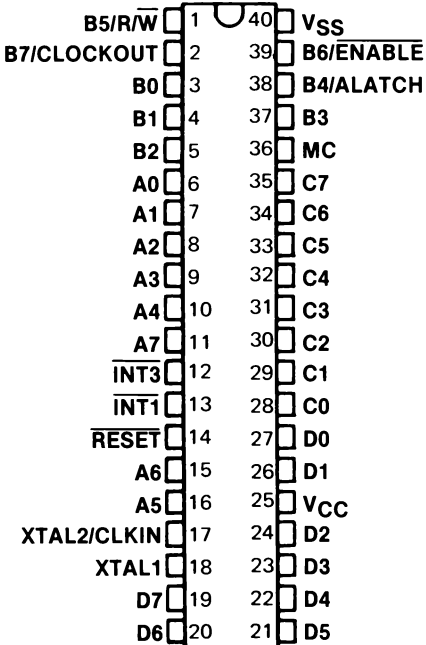 B5/R/W̅ 1 40 VSS
B7/CLOCKOUT 2 39 B6/E̅N̅A̅B̅L̅E̅
B0 3 38 B4/ALATCH
B1 4 37 B3
B2 5 36 MC
A0 6 35 C7
A1 7 34 C6
A2 8 33 C5
A3 9 32 C4
A4 10 31 C3
A7 11 30 C2
I̅N̅T̅3̅ 12 29 C1
I̅N̅T̅1̅ 13 28 C0
R̅E̅S̅E̅T̅ 14 27 D0
A6 15 26 D1
A5 16 25 VCC
XTAL2/CLKIN 17 24 D2
XTAL1 18 23 D3
D7 19 22 D4
D6 20 21 D5